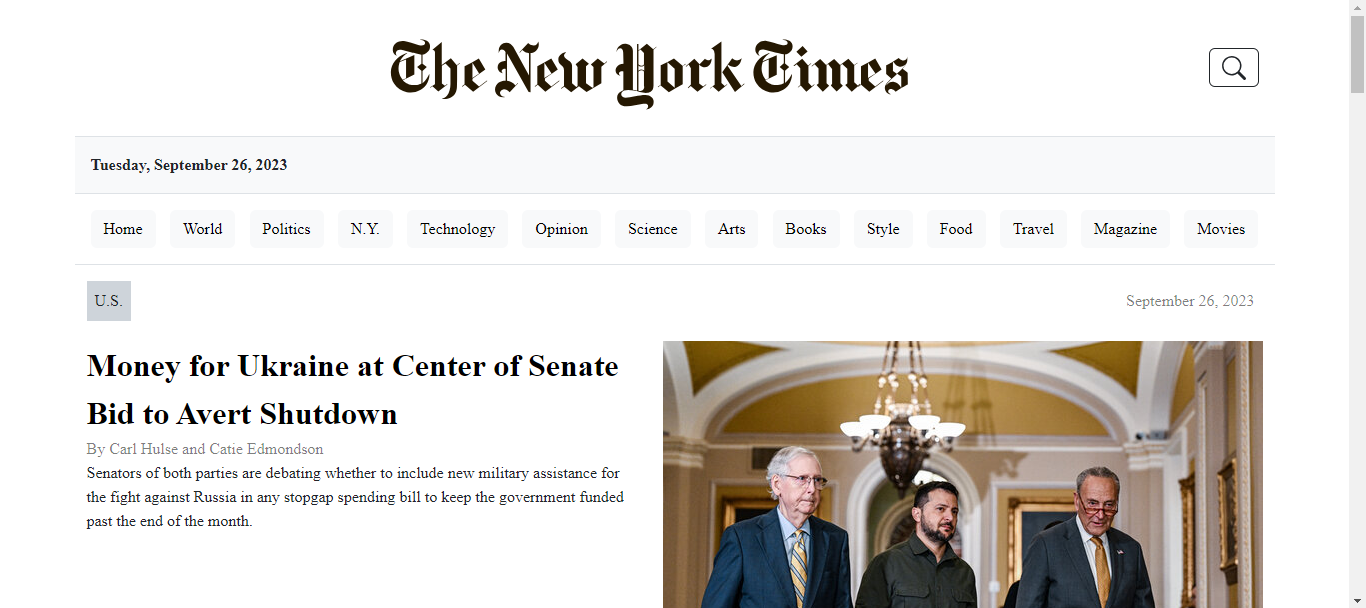 The New York Times
Tuesday, September 26, 2023
Home World Politics N.Y. Technology Opinion Science Arts Books Style Food Travel Magazine Movies
U.S. September 26, 2023
Money for Ukraine at Center of Senate
Bid to Avert Shutdown
By Carl Hulse and Catie Edmondson
Senators of both parties are debating whether to include new military assistance for
the fight against Russia in any stopgap spending bill to keep the government funded
past the end of the month.